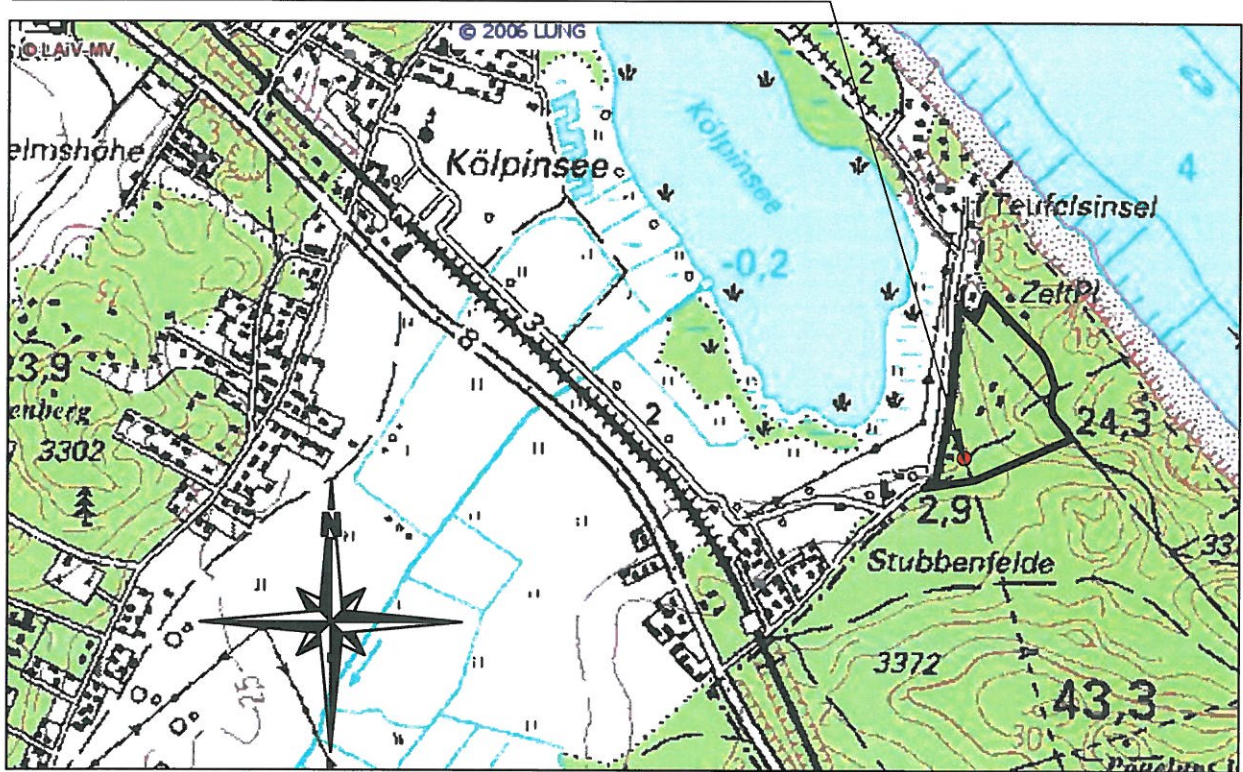 © LAiV-MV
© 2006 LUNG
2
Kölpinsee
elmshöhe
Kölpinsee
4
Teufelsinsel
-0,2
ZeltPl
3
8
23,9
enberg
3302
2
24,3
2,9
N
Stubbenfelde
33
3372
25
43,3
30